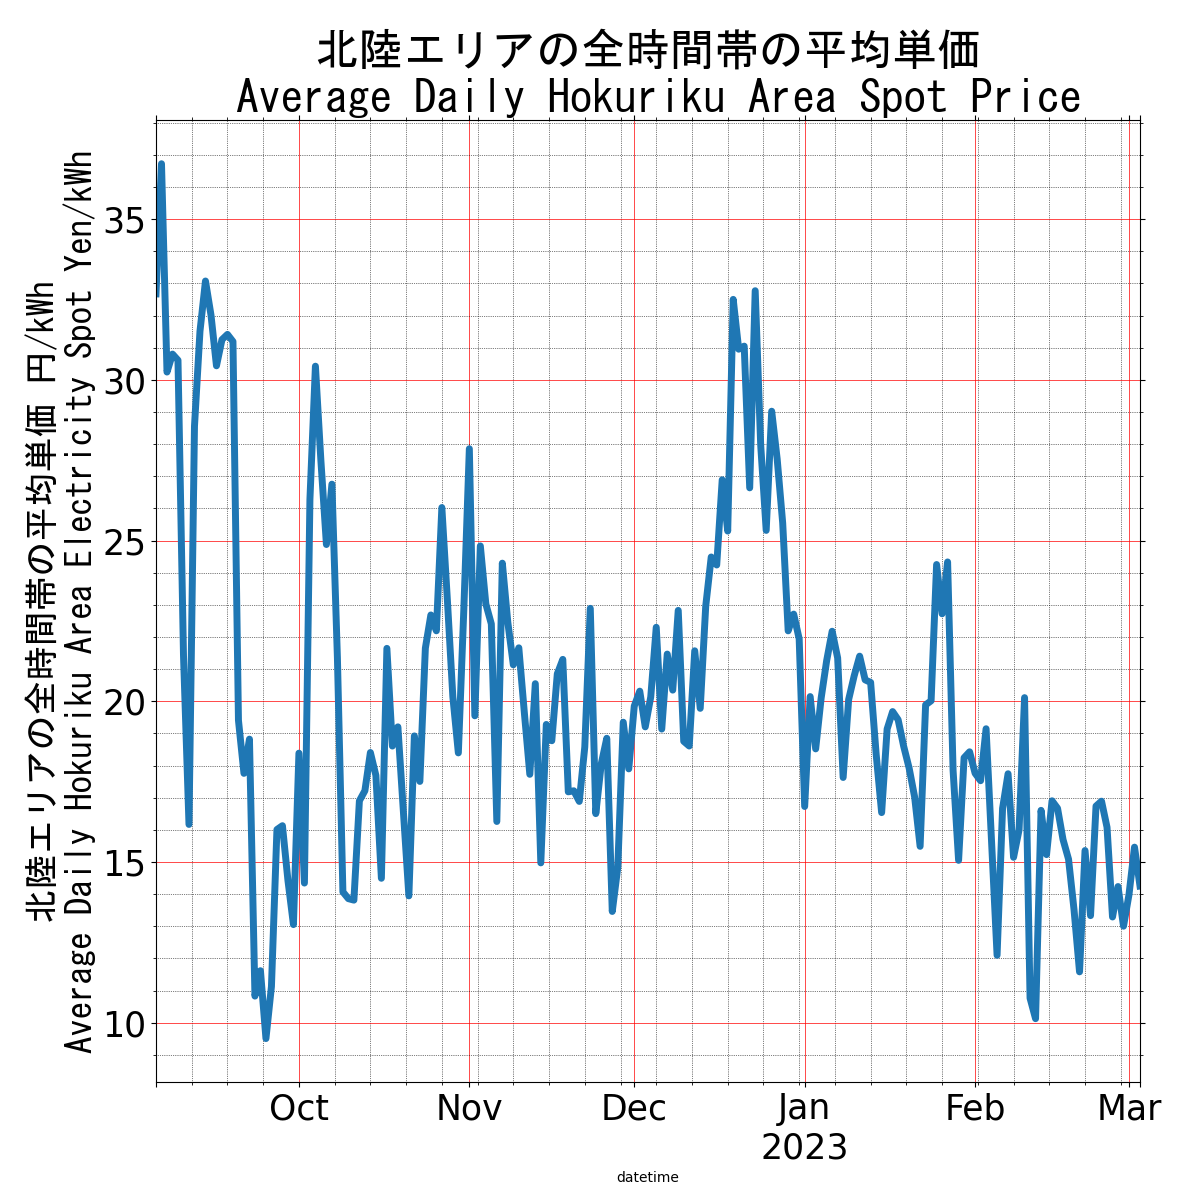 北陸エリアの全時間帯の平均単価
Average Daily Hokuriku Area Spot Price
北陸エリアの全時間帯の平均単価 円/kWh
Average Daily Hokuriku Area Electricity Spot Yen/kWh
35
30
25
20
15
10
Oct
Nov
Dec
Jan
2023
Feb
Mar
datetime